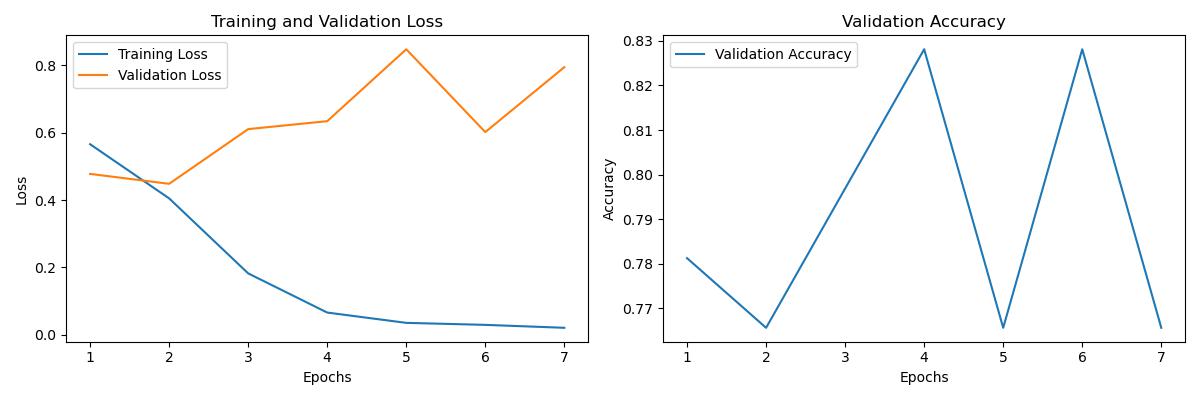 Training and Validation Loss
Training Loss
Validation Loss
0.8
0.6
0.4
0.2
0.0
Loss
1 2 3 4 5 6 7
Epochs
Validation Accuracy
Validation Accuracy
0.83
0.82
0.81
0.80
0.79
0.78
0.77
Accuracy
1 2 3 4 5 6 7
Epochs